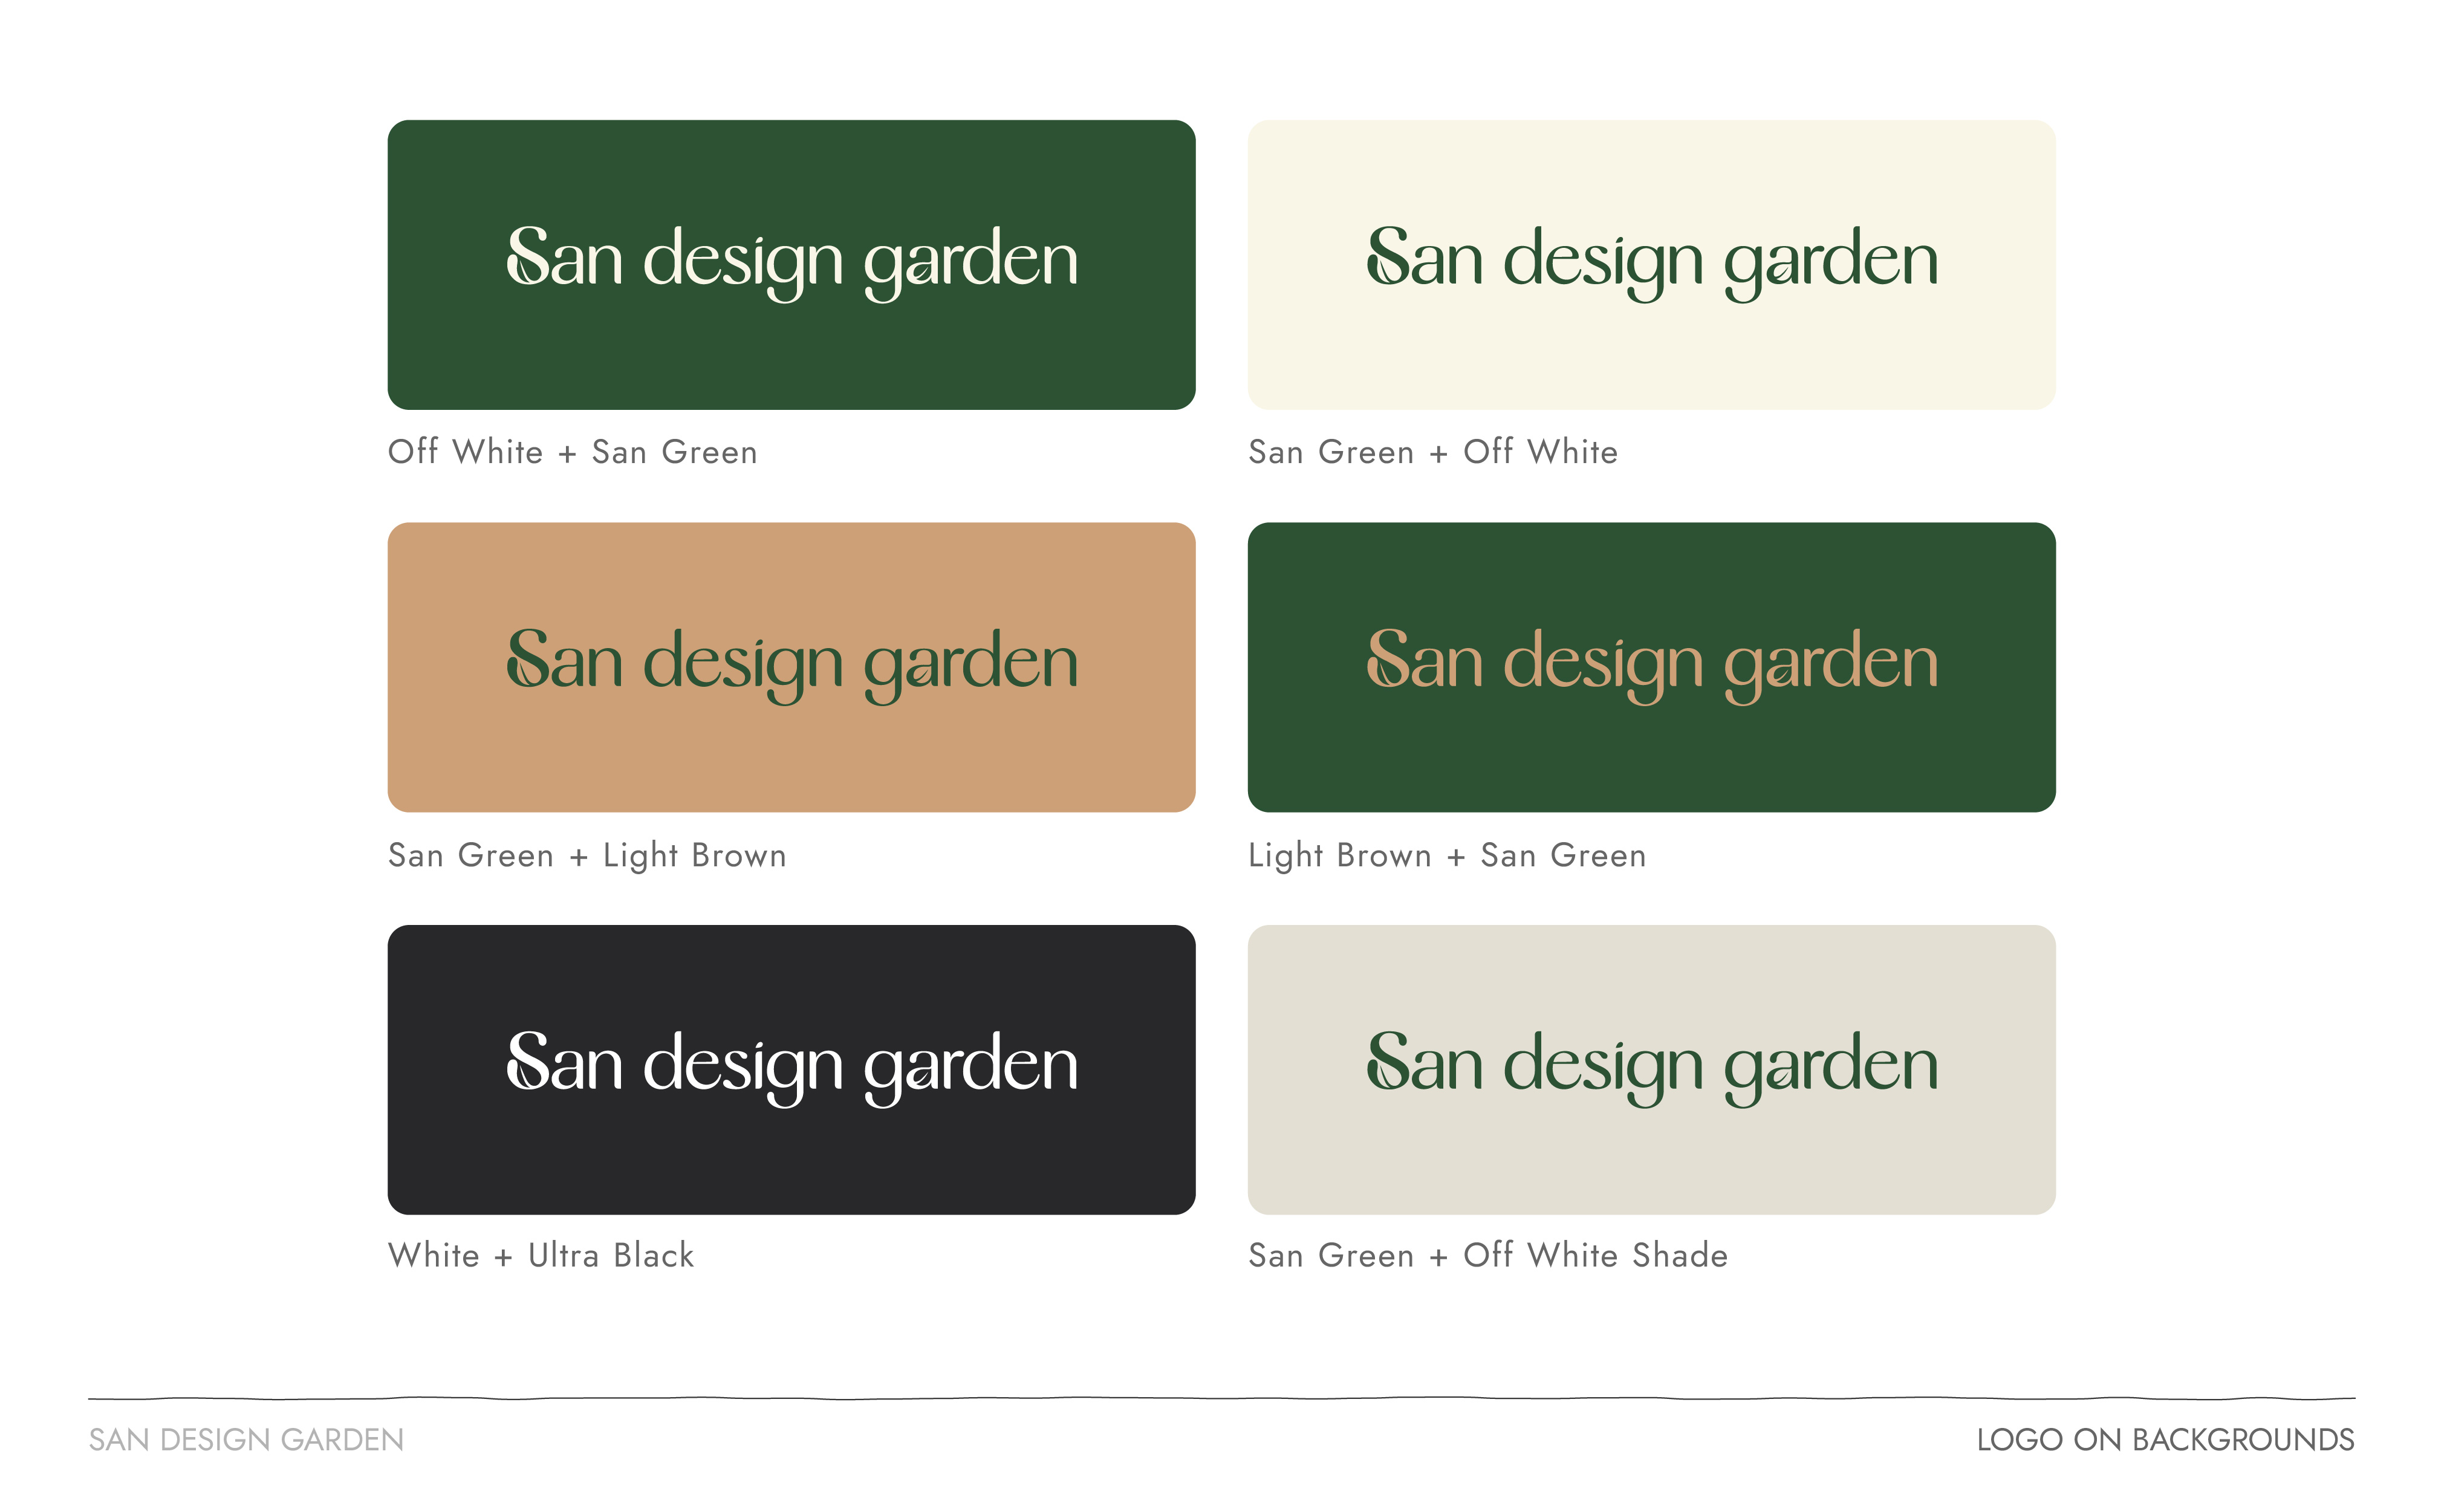 San design garden
San design garden
Off White + San Green
San Green + Off White
San design garden
San design garden
San Green + Light Brown
Light Brown + San Green
San design garden
San design garden
White + Ultra Black
San Green + Off White Shade
SAN DESIGN GARDEN
LOGO ON BACKGROUNDS